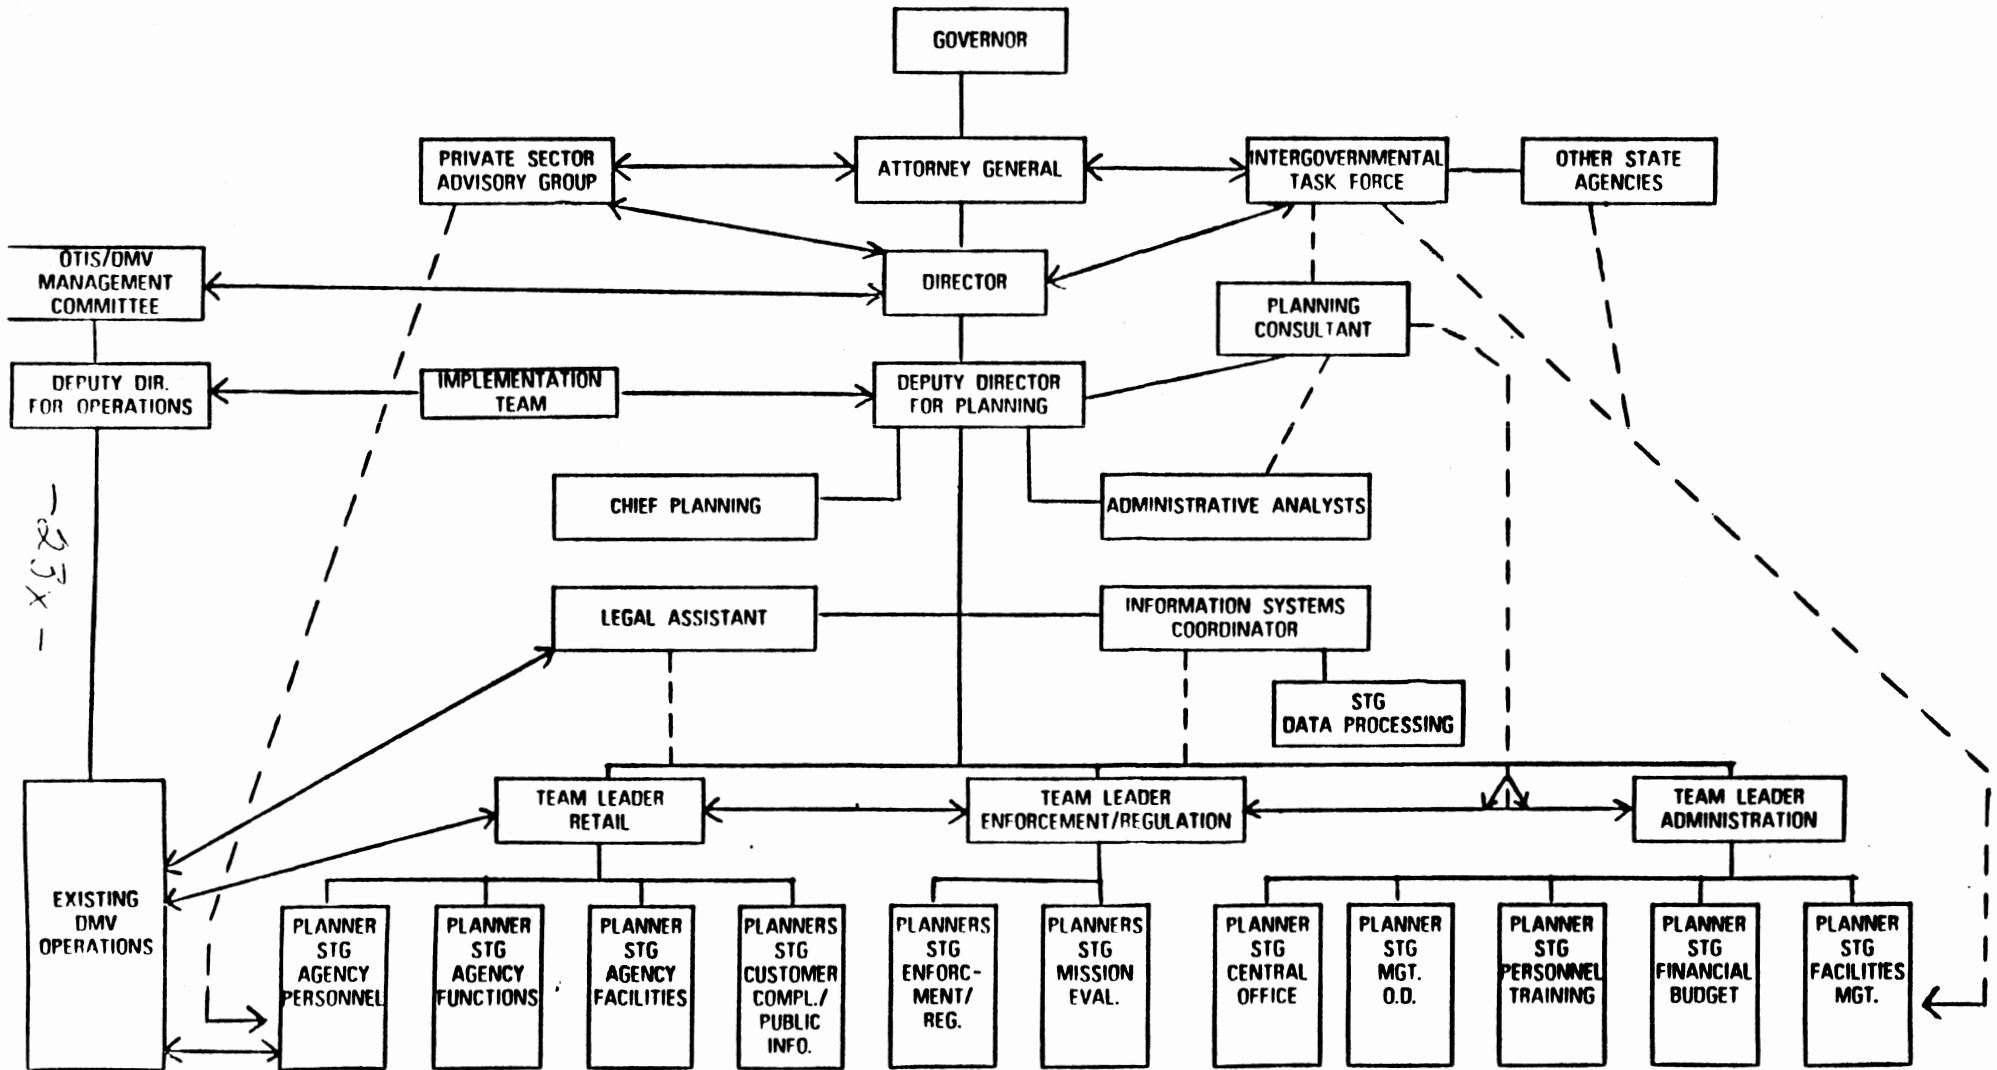 GOVERNOR
PRIVATE SECTOR
ADVISORY GROUP
ATTORNEY GENERAL
INTERGOVERNMENTAL
TASK FORCE
OTHER STATE
AGENCIES
OTIS/DMV
MANAGEMENT
COMMITTEE
DIRECTOR
PLANNING
CONSULTANT
DEPUTY DIR.
FOR OPERATIONS
IMPLEMENTATION
TEAM
DEPUTY DIRECTOR
FOR PLANNING
CHIEF PLANNING
ADMINISTRATIVE ANALYSTS
-23x-
LEGAL ASSISTANT
INFORMATION SYSTEMS
COORDINATOR
STG
DATA PROCESSING
TEAM LEADER
RETAIL
TEAM LEADER
ENFORCEMENT/REGULATION
TEAM LEADER
ADMINISTRATION
EXISTING
DMV
OPERATIONS
PLANNER
STG
AGENCY
PERSONNEL
PLANNER
STG
AGENCY
FUNCTIONS
PLANNER
STG
AGENCY
FACILITIES
PLANNERS
STG
CUSTOMER
COMPL./
PUBLIC
INFO.
PLANNERS
STG
ENFORC-
MENT/
REG.
PLANNERS
STG
MISSION
EVAL.
PLANNER
STG
CENTRAL
OFFICE
PLANNER
STG
MGT.
O.D.
PLANNER
STG
PERSONNEL
TRAINING
PLANNER
STG
FINANCIAL
BUDGET
PLANNER
STG
FACILITIES
MGT.